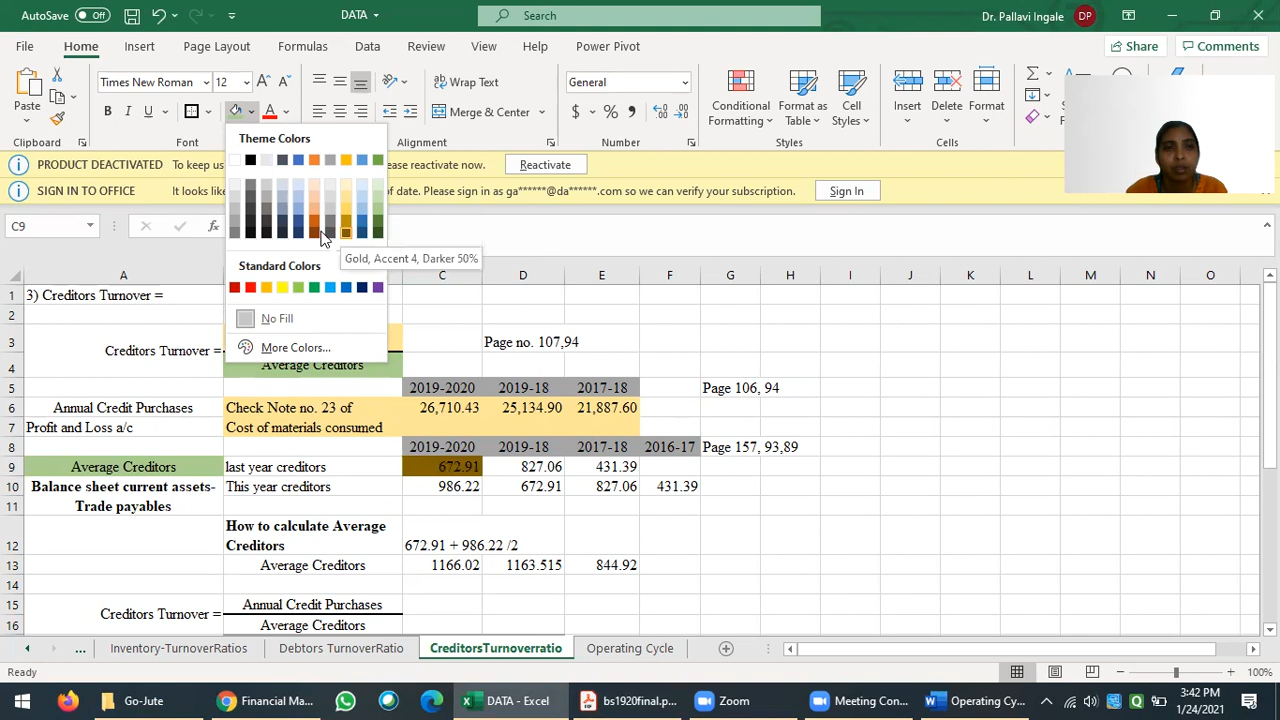 AutoSave Off DATA Search Dr. Pallavi Ingale DP
File Home Insert Page Layout Formulas Data Review View Help Power Pivot Share Comments
Paste Times New Roman 12 Wrap Text General Conditional Format as Cell Insert Delete Format
B I U Merge & Center $ % Formatting Table Styles
Font Alignment Number Styles Cells
PRODUCT DEACTIVATED To keep us please reactivate now. Reactivate
SIGN IN TO OFFICE It looks like of date. Please sign in as ga******@da******.com so we can verify your subscription. Sign In
Theme Colors
Gold, Accent 4, Darker 50%
Standard Colors
No Fill
More Colors...
C9 fx
A C D E F G H I J K L M N O
1 3) Creditors Turnover =
2
3 Page no. 107,94
Creditors Turnover =
4 Average Creditors
5 2019-2020 2019-18 2017-18 Page 106, 94
6 Annual Credit Purchases Check Note no. 23 of 26,710.43 25,134.90 21,887.60
7 Profit and Loss a/c Cost of materials consumed
8 2019-2020 2019-18 2017-18 2016-17 Page 157, 93,89
9 Average Creditors last year creditors 672.91 827.06 431.39
10 Balance sheet current assets- This year creditors 986.22 672.91 827.06 431.39
11 Trade payables
How to calculate Average
12 Creditors 672.91 + 986.22 /2
13 Average Creditors 1166.02 1163.515 844.92
14
15 Annual Credit Purchases
Creditors Turnover =
16 Average Creditors
... Inventory-TurnoverRatios Debtors TurnoverRatio CreditorsTurnoverratio Operating Cycle
Ready 100%
Go-Jute Financial Ma... DATA - Excel bs1920final.p... Zoom Meeting Con... Operating Cy... 3:42 PM
1/24/2021